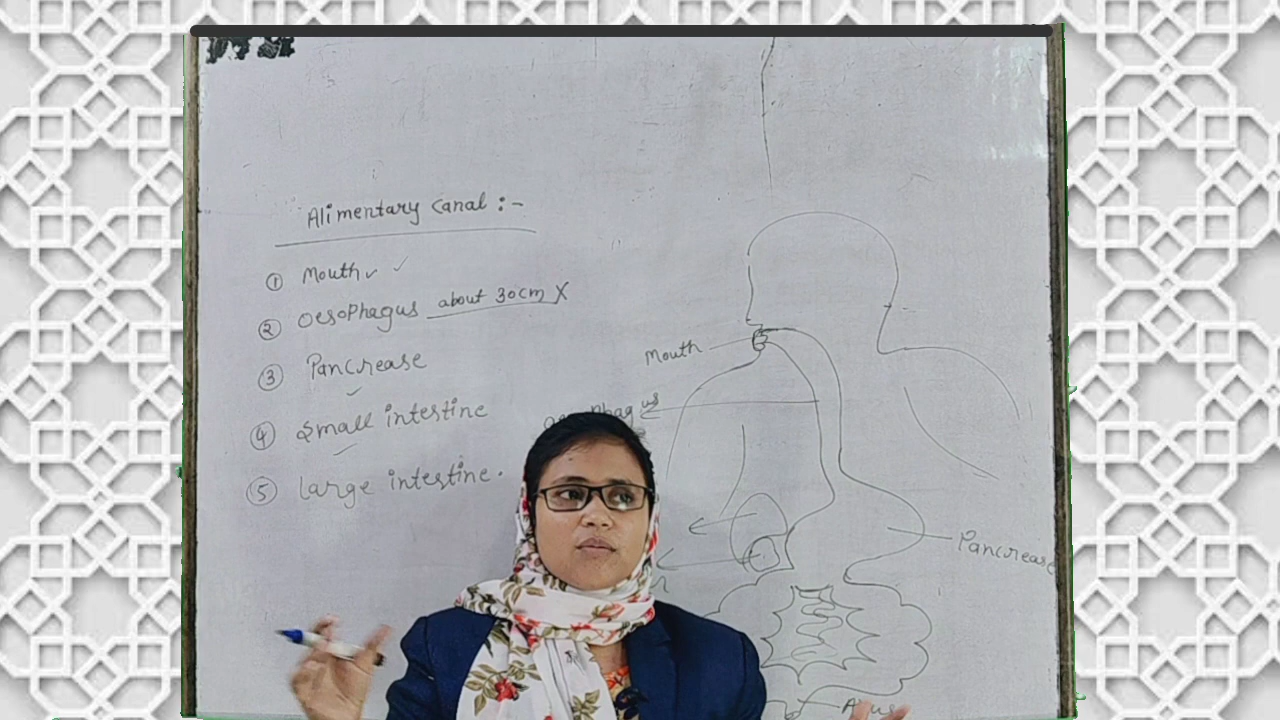 Alimentary Canal :-
① Mouth
② Oesophagus about 30cm X
③ Pancrease
④ Small intestine
⑤ Large intestine.
Mouth
Pancrease